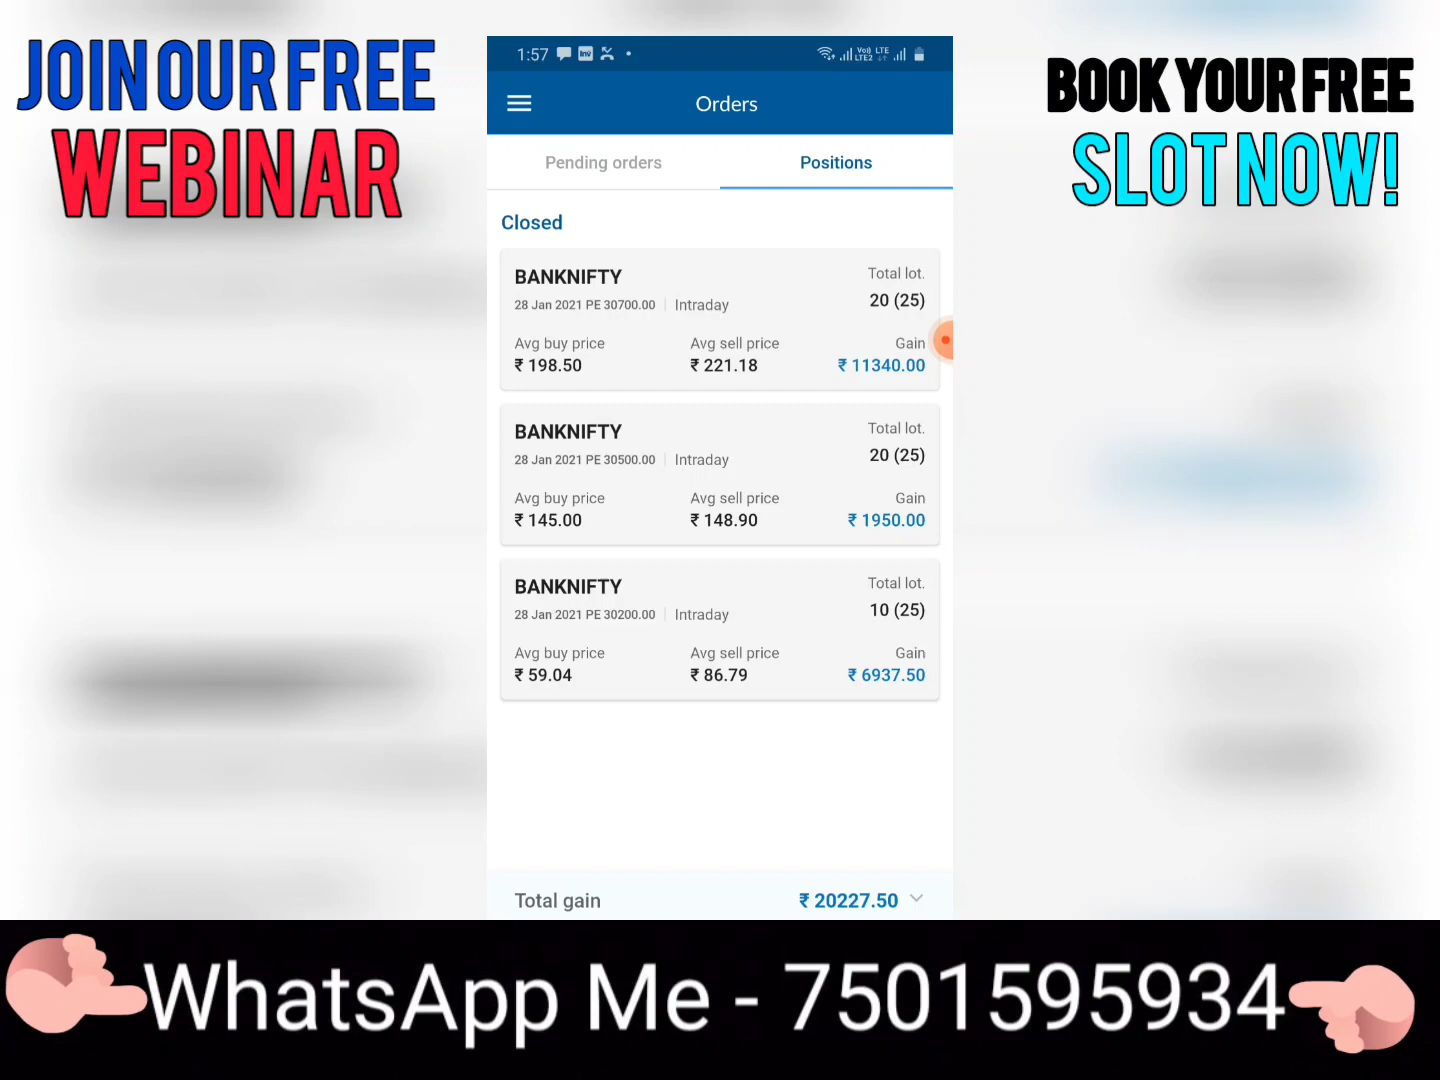 JOIN OUR FREE
WEBINAR
BOOK YOUR FREE
SLOT NOW!
1:57
Vo) LTE
LTE2
Orders
Pending orders Positions
Closed
BANKNIFTY Total lot.
28 Jan 2021 PE 30700.00 | Intraday 20 (25)
Avg buy price Avg sell price Gain
₹ 198.50 ₹ 221.18 ₹ 11340.00
BANKNIFTY Total lot.
28 Jan 2021 PE 30500.00 | Intraday 20 (25)
Avg buy price Avg sell price Gain
₹ 145.00 ₹ 148.90 ₹ 1950.00
BANKNIFTY Total lot.
28 Jan 2021 PE 30200.00 | Intraday 10 (25)
Avg buy price Avg sell price Gain
₹ 59.04 ₹ 86.79 ₹ 6937.50
Total gain ₹ 20227.50
WhatsApp Me - 7501595934